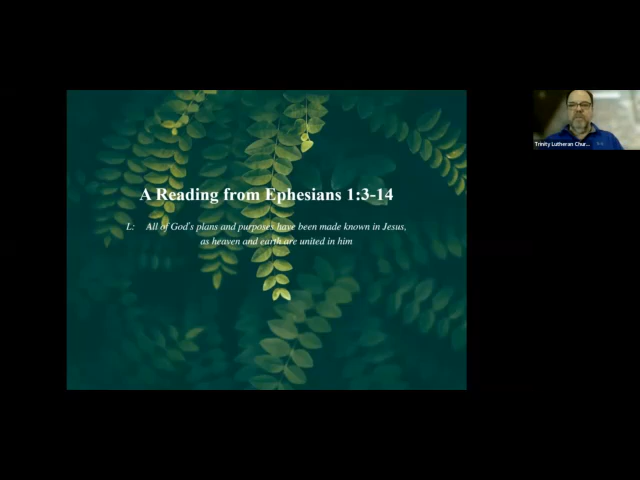 A Reading from Ephesians 1:3-14
L: All of God's plans and purposes have been made known in Jesus,
as heaven and earth are united in him
Trinity Lutheran Chur...